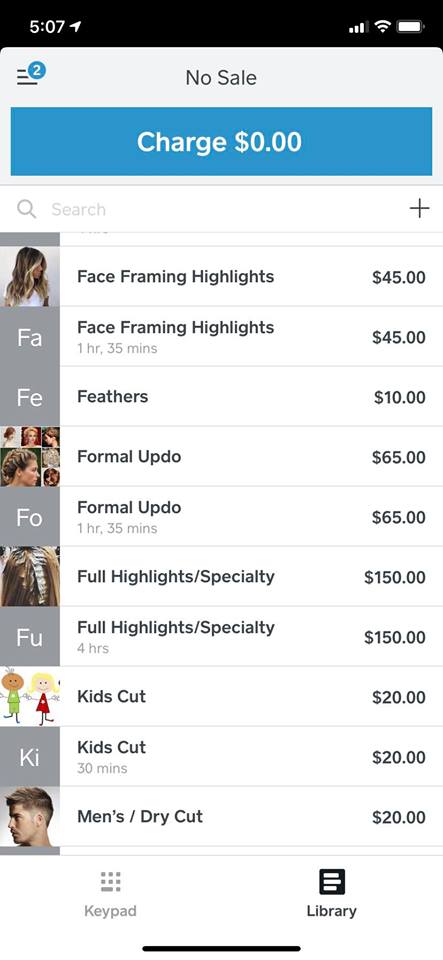 5:07
2
No Sale
Charge $0.00
Search
Face Framing Highlights $45.00
Fa Face Framing Highlights $45.00
1 hr, 35 mins
Fe Feathers $10.00
Formal Updo $65.00
Fo Formal Updo $65.00
1 hr, 35 mins
Full Highlights/Specialty $150.00
Fu Full Highlights/Specialty $150.00
4 hrs
Kids Cut $20.00
Ki Kids Cut $20.00
30 mins
Men's / Dry Cut $20.00
Keypad Library